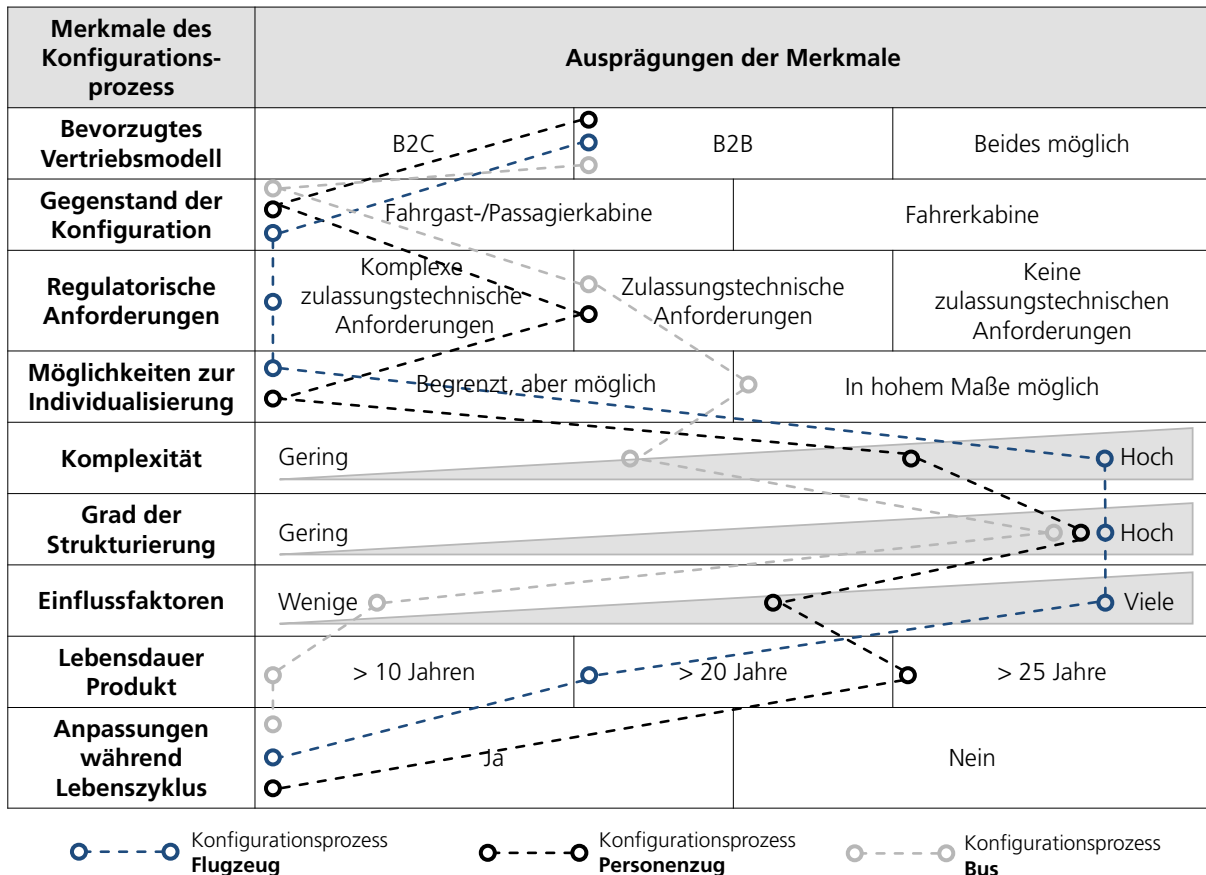 Merkmale des
Konfigurations-
prozess
Ausprägungen der Merkmale
Bevorzugtes
Vertriebsmodell
B2C
B2B
Beides möglich
Gegenstand der
Konfiguration
Fahrgast-/Passagierkabine
Fahrerkabine
Regulatorische
Anforderungen
Komplexe
zulassungstechnische
Anforderungen
Zulassungstechnische
Anforderungen
Keine
zulassungstechnischen
Anforderungen
Möglichkeiten zur
Individualisierung
Begrenzt, aber möglich
In hohem Maße möglich
Komplexität
Gering
Hoch
Grad der
Strukturierung
Gering
Hoch
Einflussfaktoren
Wenige
Viele
Lebensdauer
Produkt
> 10 Jahren
> 20 Jahre
> 25 Jahre
Anpassungen
während
Lebenszyklus
Ja
Nein
Konfigurationsprozess
Flugzeug
Konfigurationsprozess
Personenzug
Konfigurationsprozess
Bus